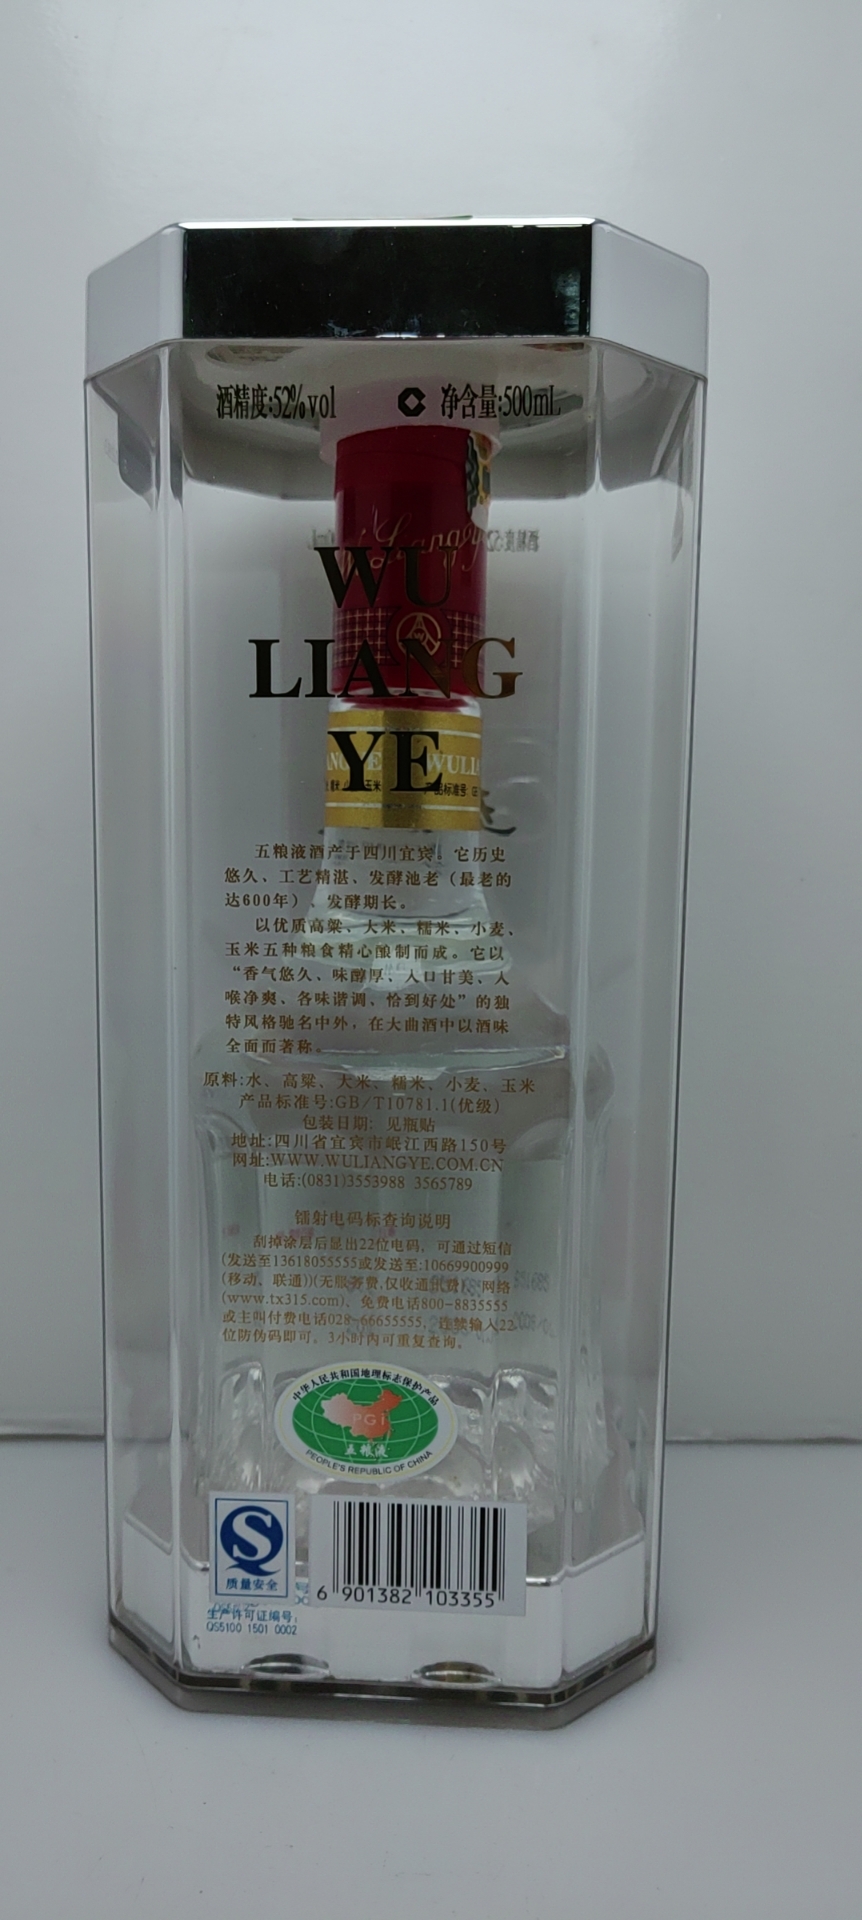 酒精度:52%vol 净含量:500mL
WU
LIANG
YE
五粮液酒产于四川宜宾。它历史
悠久、工艺精湛、发酵池老（最老的
达600年）、发酵期长。
以优质高粱、大米、糯米、小麦、
玉米五种粮食精心酿制而成。它以
“香气悠久、味醇厚、入口甘美、入
喉净爽、各味谐调、恰到好处”的独
特风格驰名中外，在大曲酒中以酒味
全面而著称。
原料:水、高粱、大米、糯米、小麦、玉米
产品标准号:GB/T10781.1(优级)
包装日期: 见瓶贴
地址:四川省宜宾市岷江西路150号
网址:WWW.WULIANGYE.COM.CN
电话:(0831)3553988 3565789
镭射电码标查询说明
刮掉涂层后显出22位电码，可通过短信
(发送至13618055555或发送至:10669900999
(移动、联通))(无服务费,仅收通讯费)、网络
(www.tx315.com)、免费电话800-8835555
或主叫付费电话028-66655555，连续输入22
位防伪码即可。3小时内可重复查询。
中华人民共和国地理标志保护产品
PGI
五粮液
PEOPLE'S REPUBLIC OF CHINA
质量安全
生产许可证编号:
QS5100 1501 0002
6 901382 103355